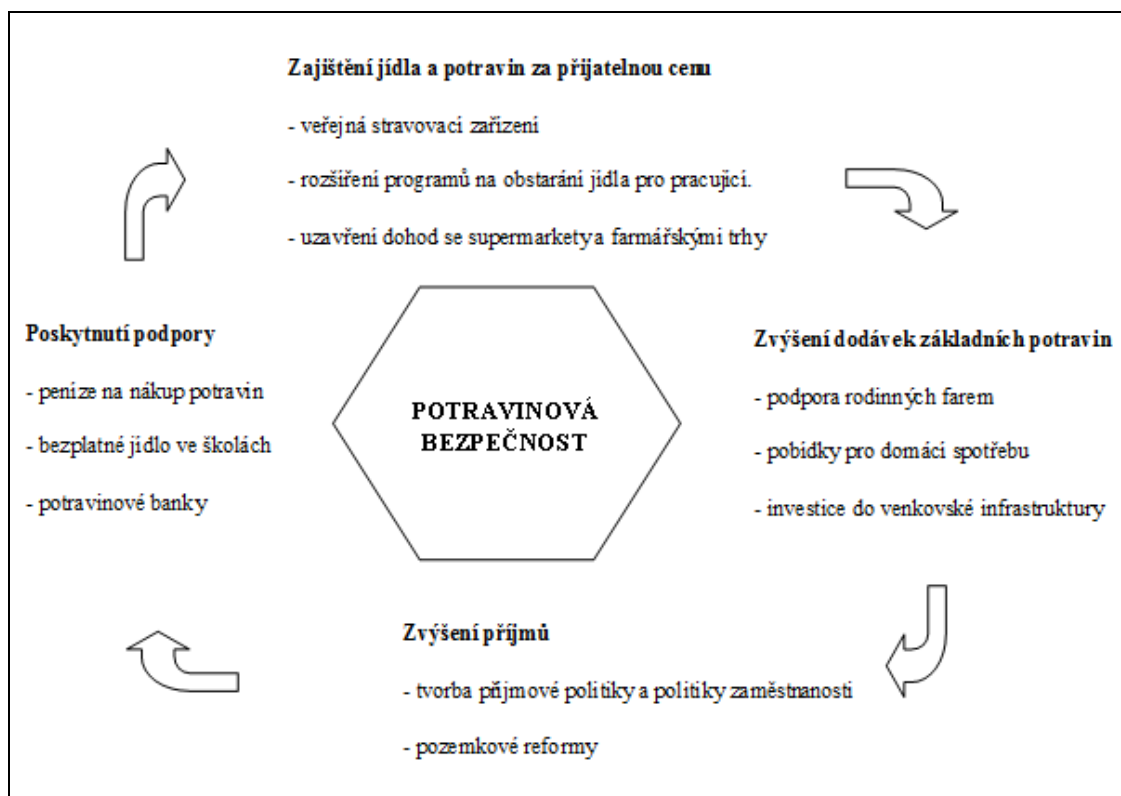 Zajištění jídla a potravin za přijatelnou cenu
- veřejná stravovací zařízení
- rozšíření programů na obstarání jídla pro pracující.
- uzavření dohod se supermarkety a farmářskými trhy
Poskytnutí podpory
- peníze na nákup potravin
- bezplatné jídlo ve školách
- potravinové banky
POTRAVINOVÁ
BEZPEČNOST
Zvýšení dodávek základních potravin
- podpora rodinných farem
- pobídky pro domácí spotřebu
- investice do venkovské infrastruktury
Zvýšení příjmů
- tvorba příjmové politiky a politiky zaměstnanosti
- pozemkové reformy